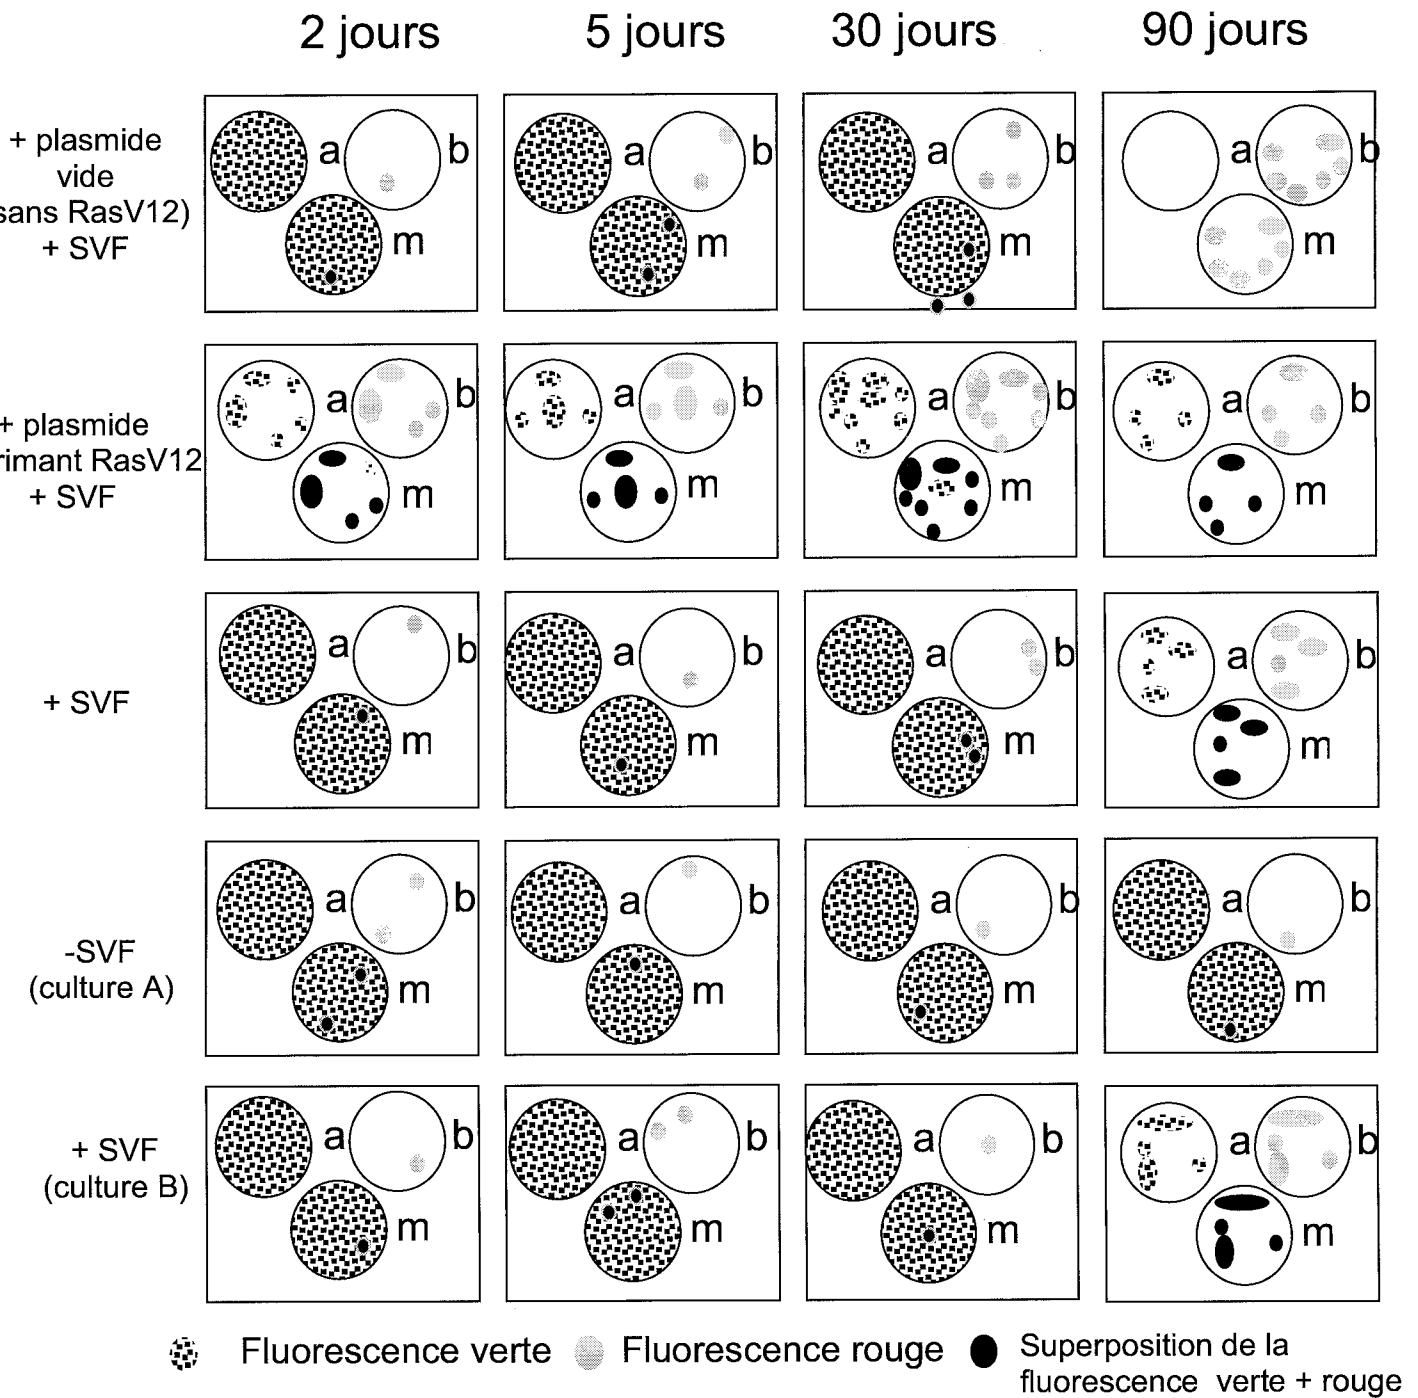 2 jours 5 jours 30 jours 90 jours
+ plasmide
vide
sans RasV12)
+ SVF
a b a b a b a b
m m m m
+ plasmide
rimant RasV12
+ SVF
a b a b a b a b
m m m m
+ SVF
a b a b a b a b
m m m m
-SVF
(culture A)
a b a b a b a b
m m m m
+ SVF
(culture B)
a b a b a b a b
m m m m
Fluorescence verte Fluorescence rouge Superposition de la
fluorescence verte + rouge